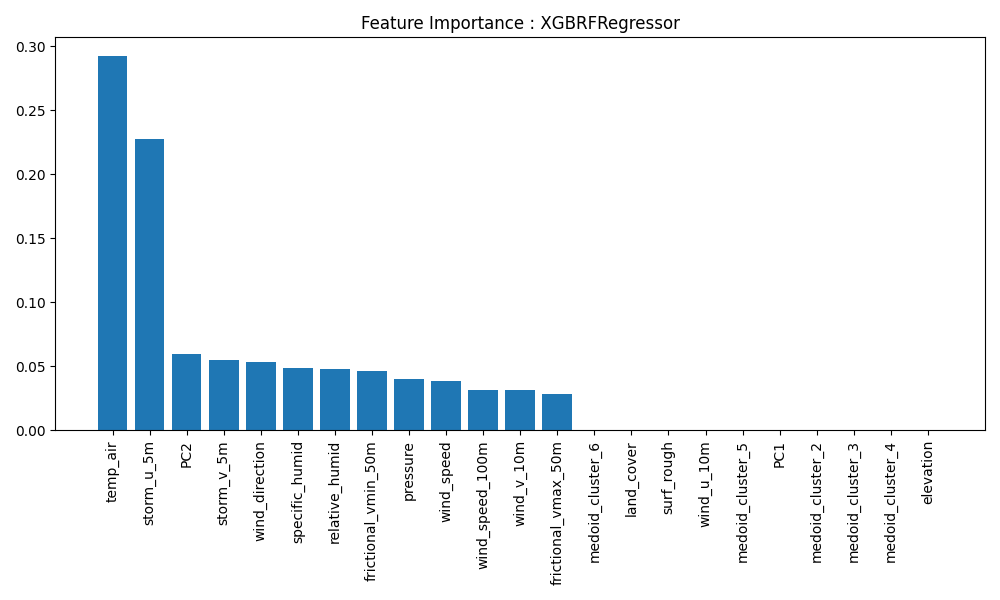 Feature Importance : XGBRFRegressor
0.30
0.25
0.20
0.15
0.10
0.05
0.00
temp_air
storm_u_5m
PC2
storm_v_5m
wind_direction
specific_humid
relative_humid
frictional_vmin_50m
pressure
wind_speed
wind_speed_100m
wind_v_10m
frictional_vmax_50m
medoid_cluster_6
land_cover
surf_rough
wind_u_10m
medoid_cluster_5
PC1
medoid_cluster_2
medoid_cluster_3
medoid_cluster_4
elevation